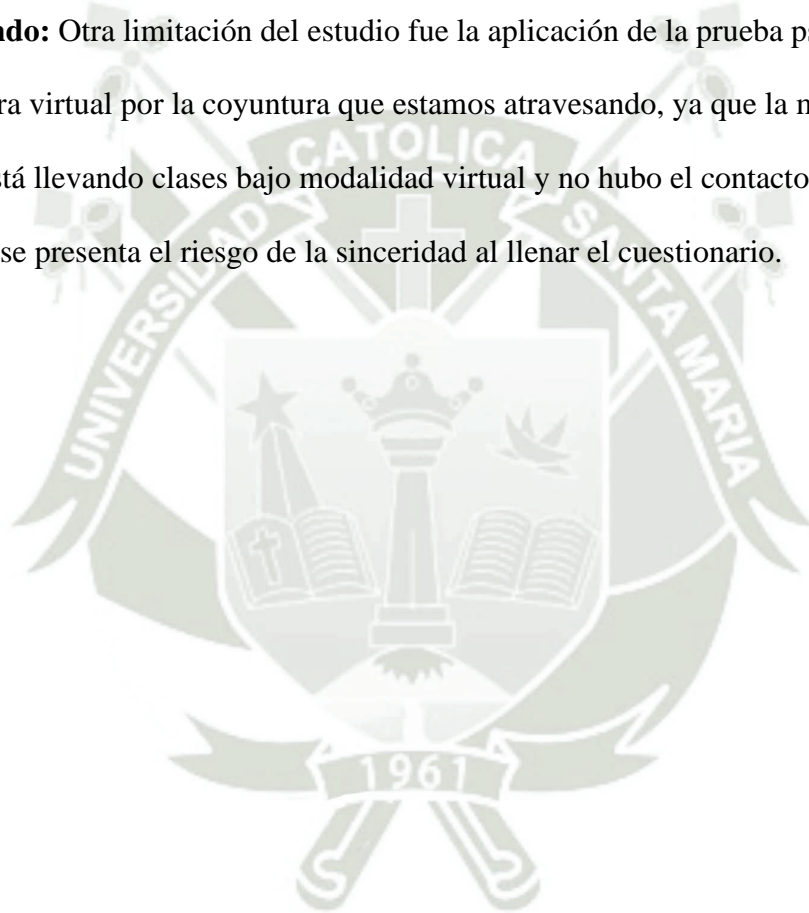 ndo: Otra limitación del estudio fue la aplicación de la prueba ps
ra virtual por la coyuntura que estamos atravesando, ya que la m
stá llevando clases bajo modalidad virtual y no hubo el contacto
se presenta el riesgo de la sinceridad al llenar el cuestionario.
UNIVERSIDAD CATOLICA SANTA MARIA
1961